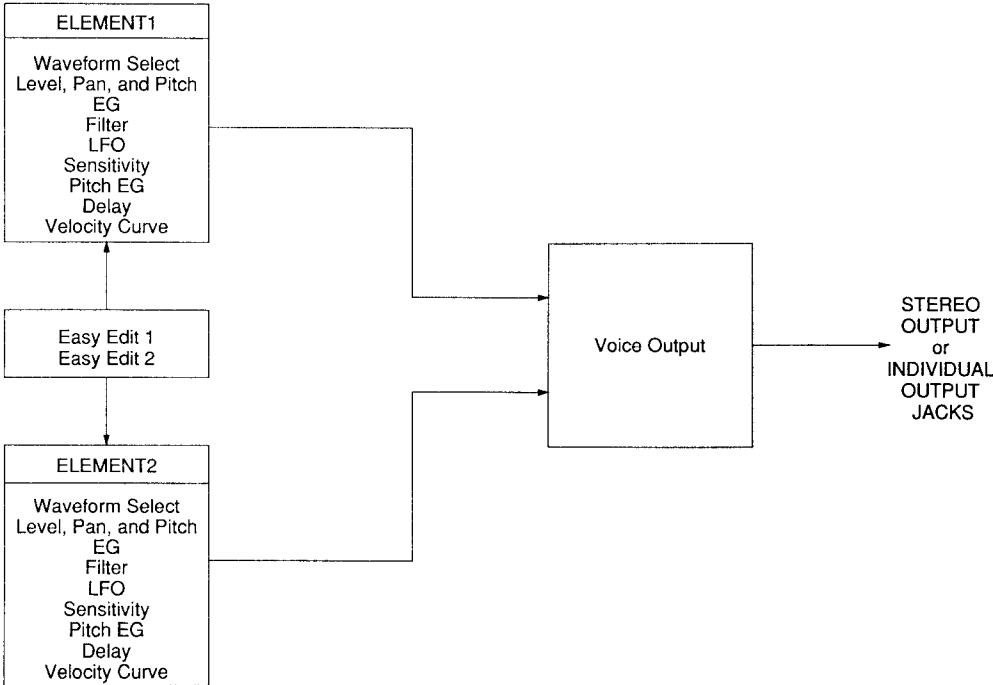 ELEMENT1
Waveform Select
Level, Pan, and Pitch
EG
Filter
LFO
Sensitivity
Pitch EG
Delay
Velocity Curve
Easy Edit 1
Easy Edit 2
ELEMENT2
Waveform Select
Level, Pan, and Pitch
EG
Filter
LFO
Sensitivity
Pitch EG
Delay
Velocity Curve
Voice Output
STEREO
OUTPUT
or
INDIVIDUAL
OUTPUT
JACKS